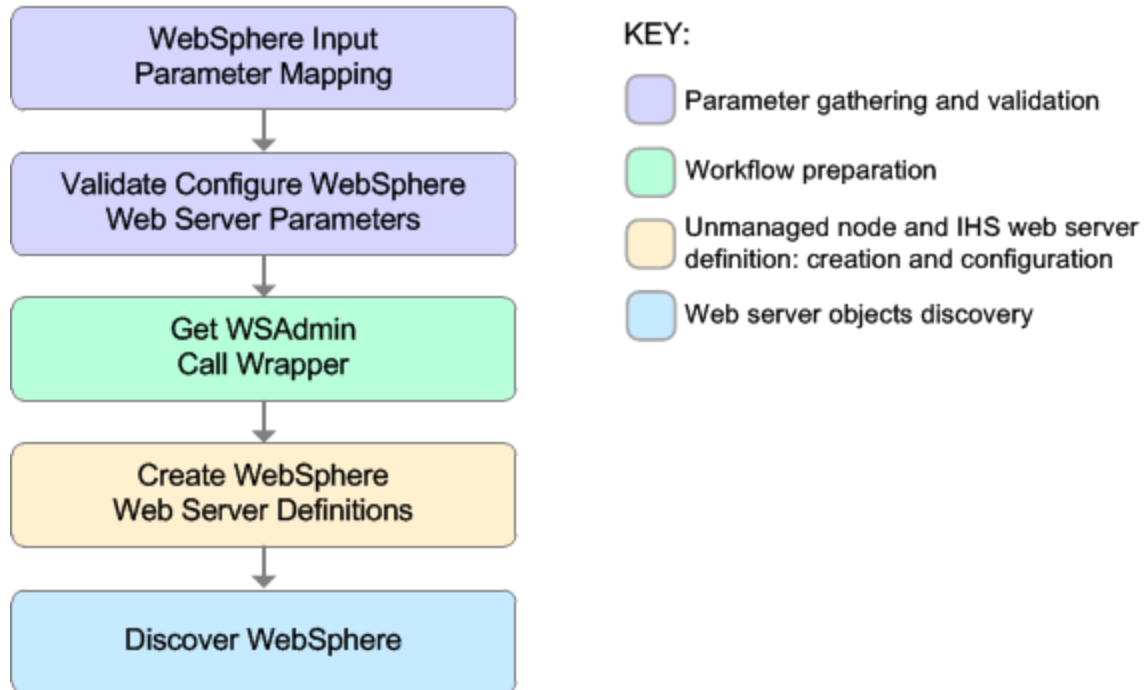 WebSphere Input
Parameter Mapping
Validate Configure WebSphere
Web Server Parameters
Get WSAdmin
Call Wrapper
Create WebSphere
Web Server Definitions
Discover WebSphere
KEY:
Parameter gathering and validation
Workflow preparation
Unmanaged node and IHS web server
definition: creation and configuration
Web server objects discovery